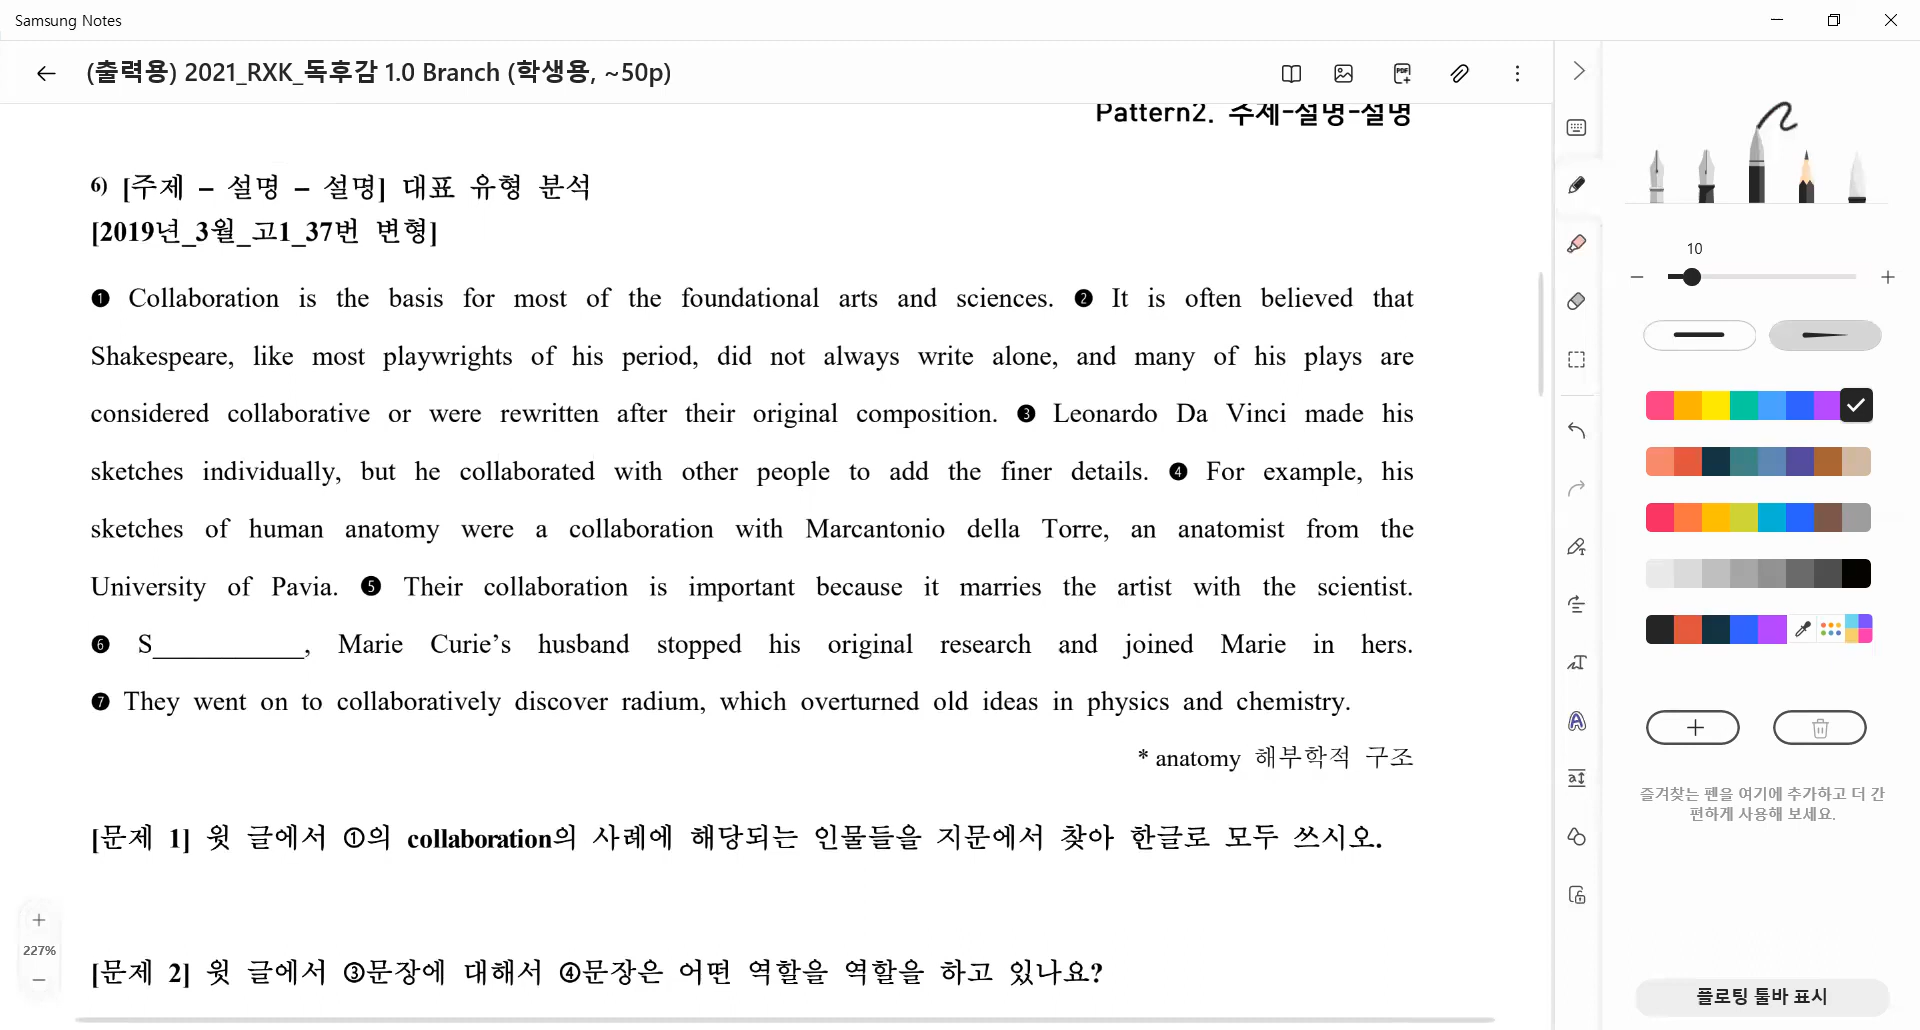 Samsung Notes
(출력용) 2021_RXK_독후감 1.0 Branch (학생용, ~50p)
Pattern2. 주제-설명-설명
6) [주제 – 설명 – 설명] 대표 유형 분석
[2019년_3월_고1_37번 변형]
❶ Collaboration is the basis for most of the foundational arts and sciences. ❷ It is often believed that
Shakespeare, like most playwrights of his period, did not always write alone, and many of his plays are
considered collaborative or were rewritten after their original composition. ❸ Leonardo Da Vinci made his
sketches individually, but he collaborated with other people to add the finer details. ❹ For example, his
sketches of human anatomy were a collaboration with Marcantonio della Torre, an anatomist from the
University of Pavia. ❺ Their collaboration is important because it marries the artist with the scientist.
❻ S___________, Marie Curie’s husband stopped his original research and joined Marie in hers.
❼ They went on to collaboratively discover radium, which overturned old ideas in physics and chemistry.
* anatomy 해부학적 구조
[문제 1] 윗 글에서 ①의 collaboration의 사례에 해당되는 인물들을 지문에서 찾아 한글로 모두 쓰시오.
[문제 2] 윗 글에서 ③문장에 대해서 ④문장은 어떤 역할을 역할을 하고 있나요?
227%
PDF
10
즐겨찾는 펜을 여기에 추가하고 더 간
편하게 사용해 보세요.
플로팅 툴바 표시